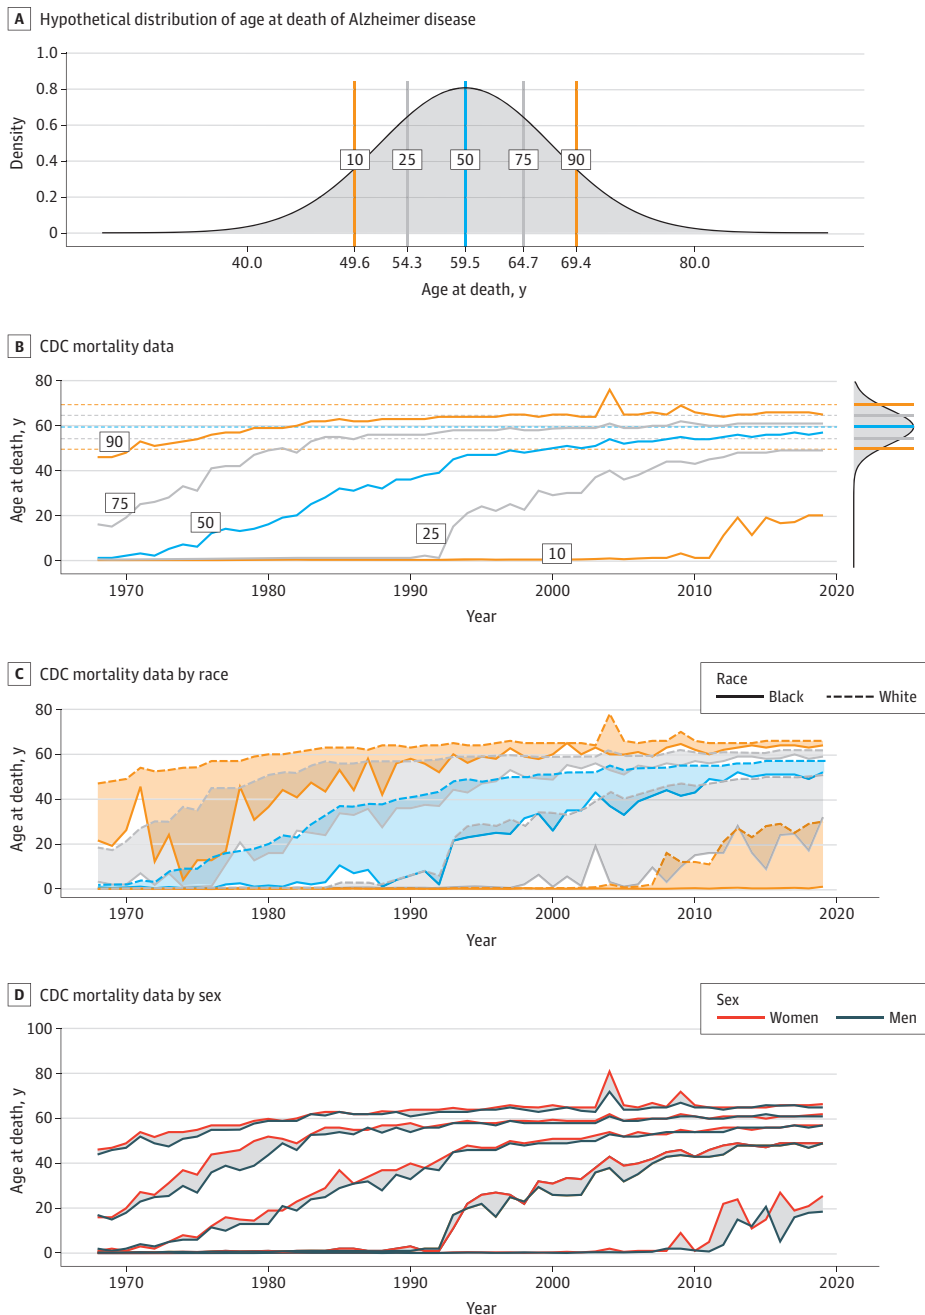 A Hypothetical distribution of age at death of Alzheimer disease
1.0
0.8
0.6
0.4
0.2
0
Density
10 25 50 75 90
40.0 49.6 54.3 59.5 64.7 69.4 80.0
Age at death, y
B CDC mortality data
80
60
40
20
0
Age at death, y
90
75
50
25
10
1970 1980 1990 2000 2010 2020
Year
C CDC mortality data by race
Race
Black White
80
60
40
20
0
Age at death, y
1970 1980 1990 2000 2010 2020
Year
D CDC mortality data by sex
Sex
Women Men
100
80
60
40
20
0
Age at death, y
1970 1980 1990 2000 2010 2020
Year